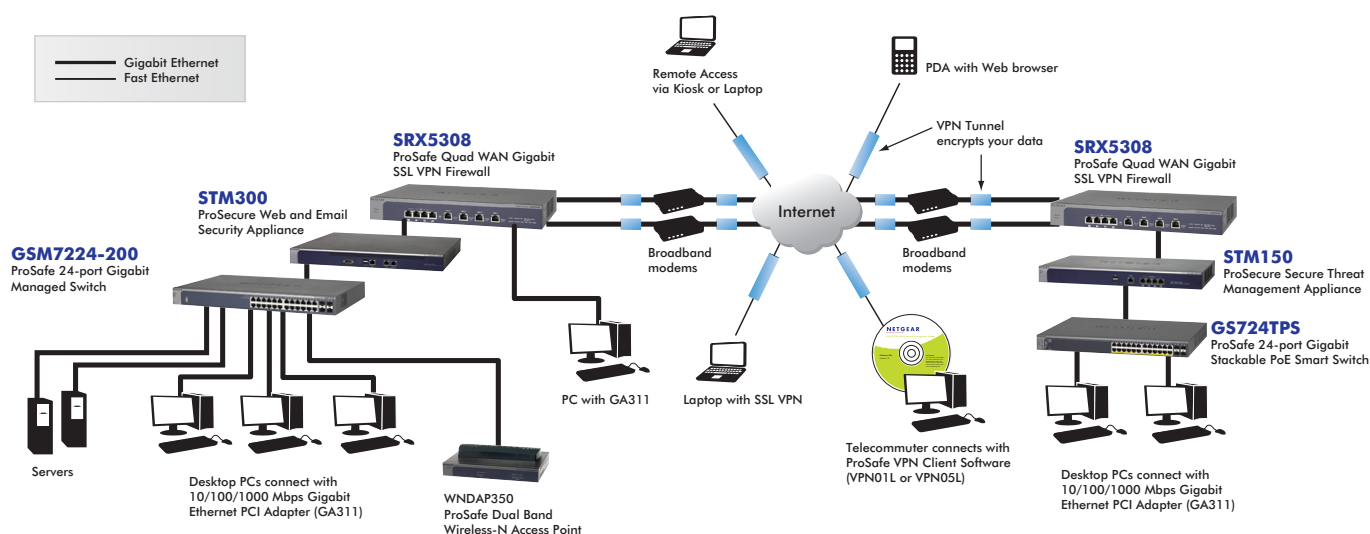 Gigabit Ethernet
Fast Ethernet
Remote Access
via Kiosk or Laptop
PDA with Web browser
VPN Tunnel
encrypts your data
SRX5308
ProSafe Quad WAN Gigabit
SSL VPN Firewall
SRX5308
ProSafe Quad WAN Gigabit
SSL VPN Firewall
STM300
ProSecure Web and Email
Security Appliance
GSM7224-200
ProSafe 24-port Gigabit
Managed Switch
Internet
Broadband
modems
Broadband
modems
STM150
ProSecure Secure Threat
Management Appliance
GS724TPS
ProSafe 24-port Gigabit
Stackable PoE Smart Switch
NETGEAR
PC with GA311
Laptop with SSL VPN
Telecommuter connects with
ProSafe VPN Client Software
(VPN01L or VPN05L)
Servers
Desktop PCs connect with
10/100/1000 Mbps Gigabit
Ethernet PCI Adapter (GA311)
WNDAP350
ProSafe Dual Band
Wireless-N Access Point
Desktop PCs connect with
10/100/1000 Mbps Gigabit
Ethernet PCI Adapter (GA311)